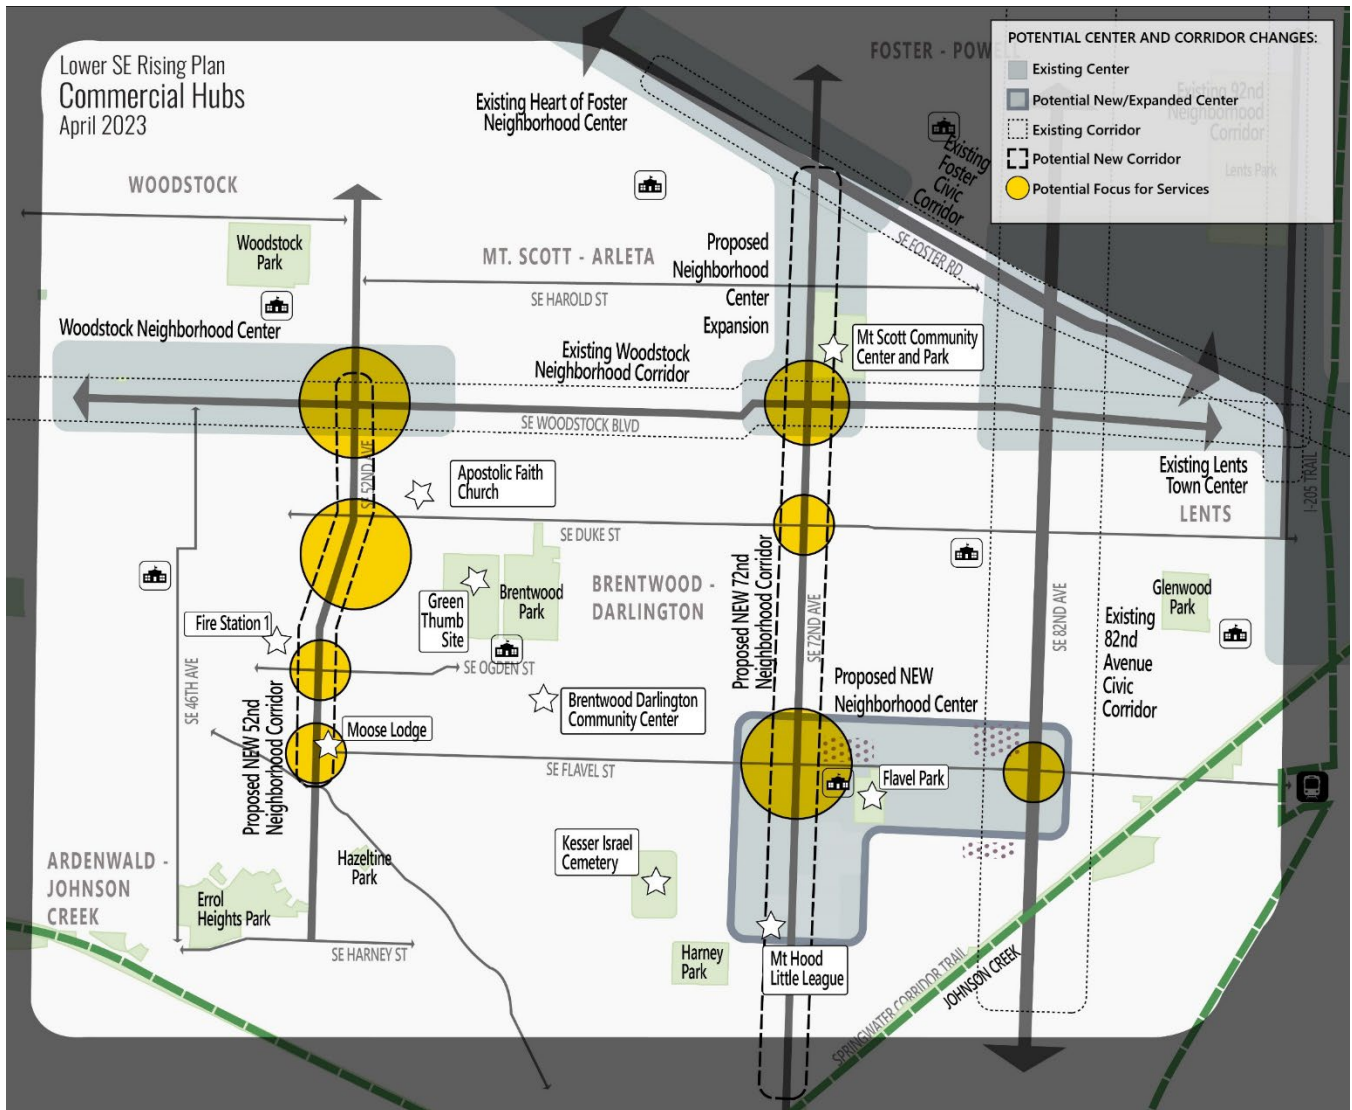 Lower SE Rising Plan
Commercial Hubs
April 2023
FOSTER - POWELL
POTENTIAL CENTER AND CORRIDOR CHANGES:
Existing Center
Potential New/Expanded Center
Existing Corridor
Potential New Corridor
Potential Focus for Services
Existing 92nd
Neighborhood
Corridor
Lents Park
Existing Heart of Foster
Neighborhood Center
Existing
Foster
Civic
Corridor
WOODSTOCK
Woodstock
Park
MT. SCOTT - ARLETA
Proposed
Neighborhood
Center
Expansion
SE FOSTER RD
SE HAROLD ST
Woodstock Neighborhood Center
Existing Woodstock
Neighborhood Corridor
Mt Scott Community
Center and Park
SE WOODSTOCK BLVD
SE 52ND AVE
Apostolic Faith
Church
Existing Lents
Town Center
LENTS
I-205 TRAIL
SE DUKE ST
BRENTWOOD -
DARLINGTON
Green
Thumb
Site
Brentwood
Park
Proposed NEW 72nd
Neighborhood Corridor
SE 72ND AVE
SE 82ND AVE
Glenwood
Park
Existing
82nd
Avenue
Civic
Corridor
Fire Station 1
SE OGDEN ST
SE 46TH AVE
Brentwood Darlington
Community Center
Proposed NEW
Neighborhood Center
Proposed NEW 52nd
Neighborhood Corridor
Moose Lodge
SE FLAVEL ST
Flavel Park
Kesser Israel
Cemetery
ARDENWALD -
JOHNSON
CREEK
Hazeltine
Park
Errol
Heights Park
SE HARNEY ST
Harney
Park
Mt Hood
Little League
SPRINGWATER CORRIDOR TRAIL
JOHNSON CREEK